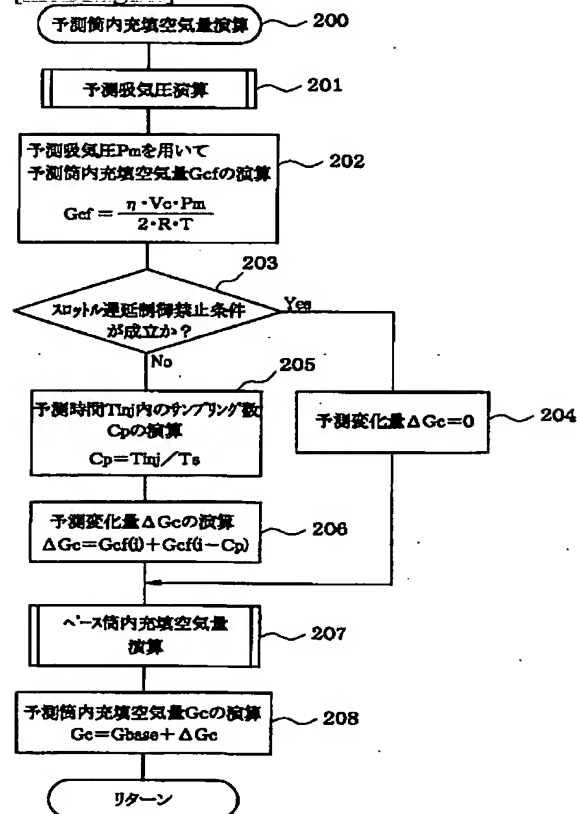 予測筒内充填空気量演算
200
予測吸気圧演算
201
予測吸気圧Pmを用いて
予測筒内充填空気量Gcfの演算
Gcf = η・Vc・Pm
2・R・T
202
203
スロットル遅延制御禁止条件
が成立か?
Yes
No
205
予測時間Tinj内のサンプリング数
Cpの演算
Cp=Tinj/Ts
予測変化量ΔGc=0
204
予測変化量ΔGcの演算
ΔGc=Gcf(i)+Gcf(i-Cp)
206
ベース筒内充填空気量
演算
207
予測筒内充填空気量Gcの演算
Gc=Gbase+ΔGc
208
リターン